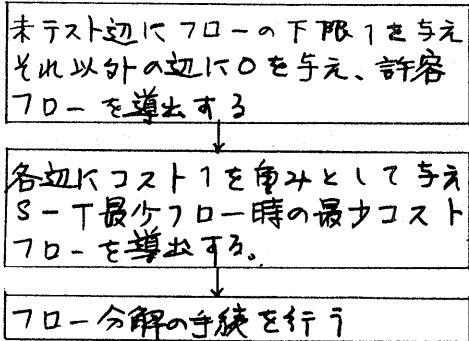 未テスト辺にフローの下限1を与え
それ以外の辺に0を与え、許容
フローを導出する
各辺にコスト1を重みとして与え
S-T最少フロー時の最少コスト
フローを導出する。
フロー分解の手続を行う